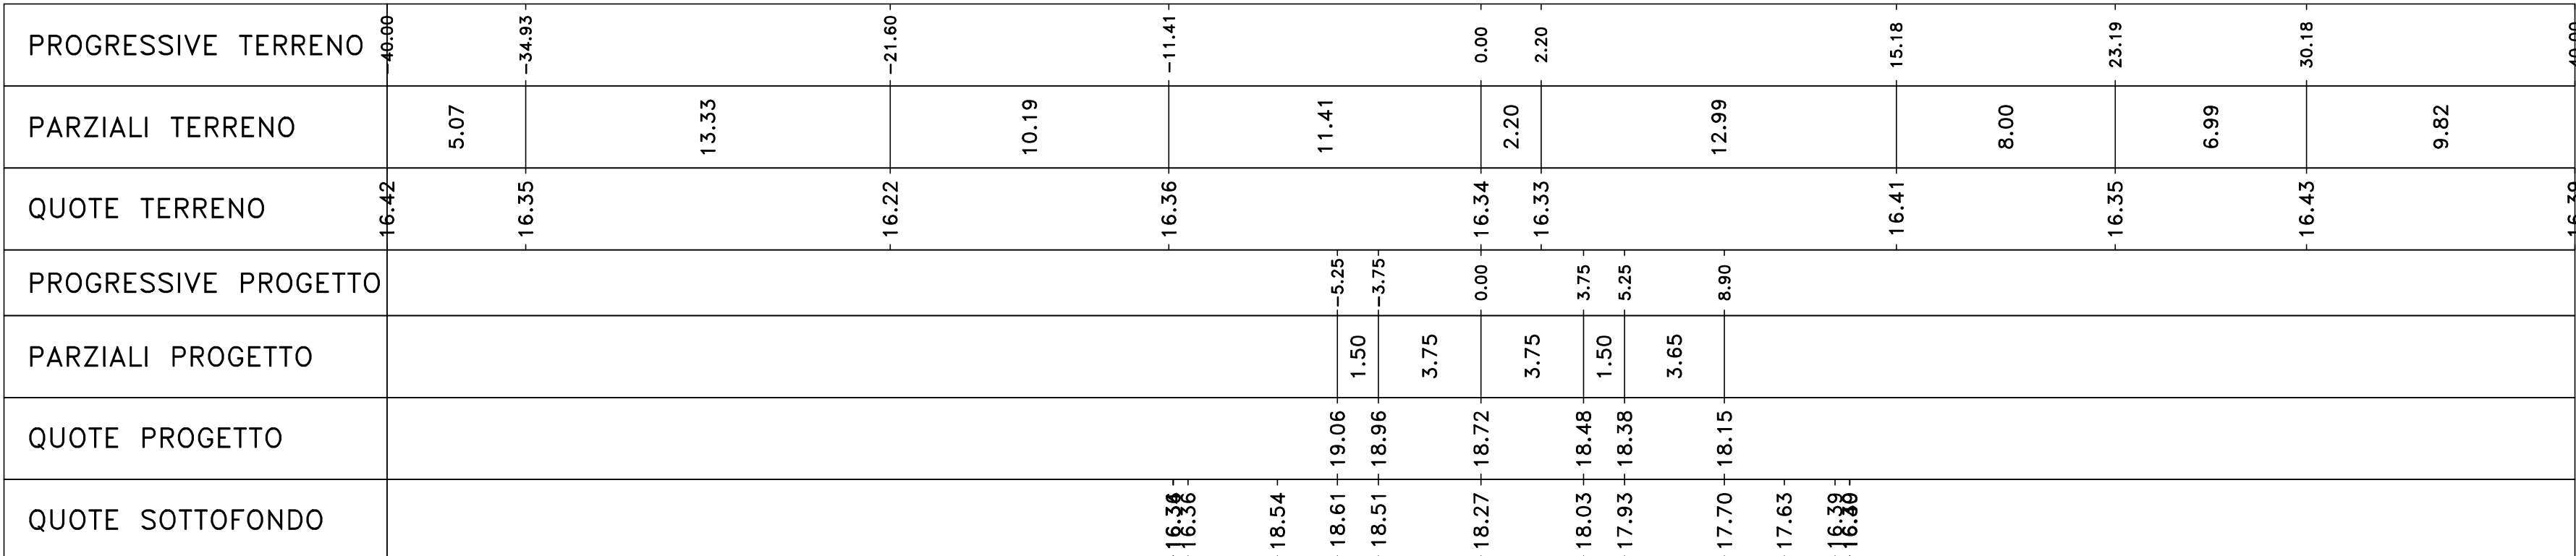 PROGRESSIVE TERRENO -40.00 -34.93 -21.60 -11.41 0.00 2.20 15.18 23.19 30.18 40.00
PARZIALI TERRENO 5.07 13.33 10.19 11.41 2.20 12.99 8.00 6.99 9.82
QUOTE TERRENO 16.42 16.35 16.22 16.36 16.34 16.33 16.41 16.35 16.43 16.39
PROGRESSIVE PROGETTO -5.25 -3.75 0.00 3.75 5.25 8.90
PARZIALI PROGETTO 1.50 3.75 3.75 1.50 3.65
QUOTE PROGETTO 19.06 18.96 18.72 18.48 18.38 18.15
QUOTE SOTTOFONDO 16.36 18.54 18.61 18.51 18.27 18.03 17.93 17.70 17.63 16.39